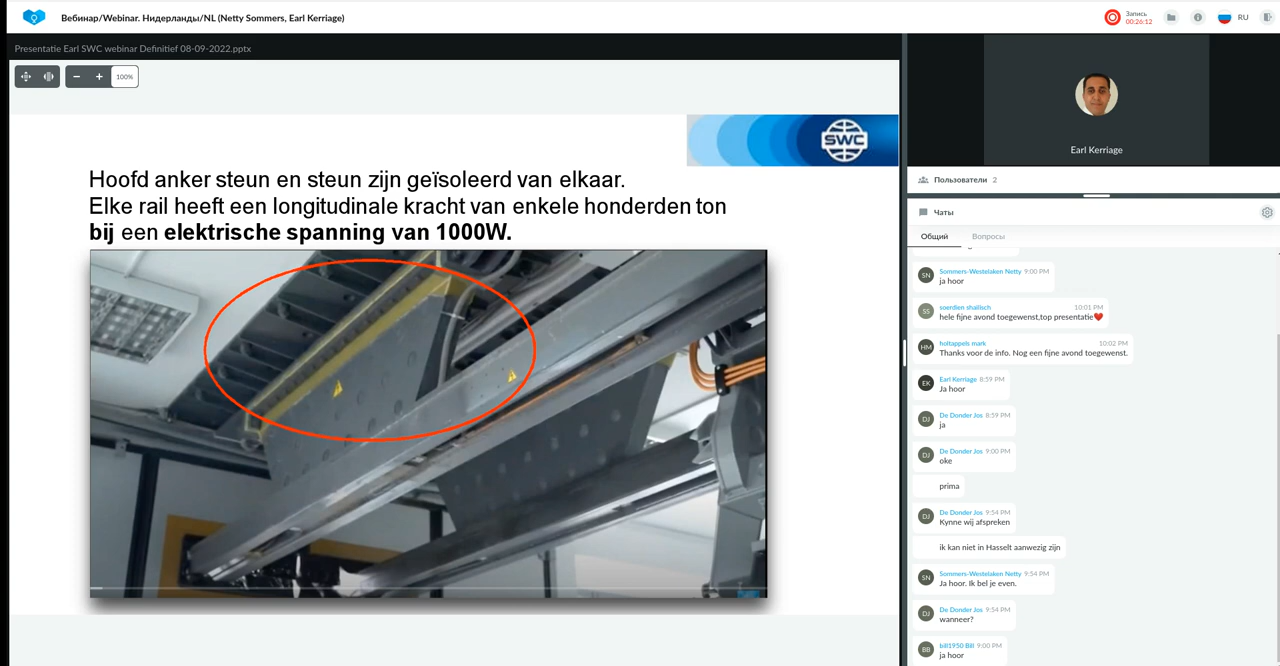 Вебинар/Webinar. Нидерланды/NL (Netty Sommers, Earl Kerriage)
Запись
00:26:12
RU
Presentatie Earl SWC webinar Definitief 08-09-2022.pptx
100%
SWC
Hoofd anker steun en steun zijn geïsoleerd van elkaar.
Elke rail heeft een longitudinale kracht van enkele honderden ton
bij een elektrische spanning van 1000W.
Earl Kerriage
Пользователи 2
Чаты
Общий Вопросы
SN Sommers-Westelaken Netty 9:00 PM
ja hoor
SS soerdien shailisch 10:01 PM
hele fijne avond toegewenst,top presentatie❤️
HM holtappels mark 10:02 PM
Thanks voor de info. Nog een fijne avond toegewenst.
EK Earl Kerriage 8:59 PM
Ja hoor
DJ De Donder Jos 8:59 PM
ja
DJ De Donder Jos 9:00 PM
oke
prima
DJ De Donder Jos 9:54 PM
Kynne wij afspreken
ik kan niet in Hasselt aanwezig zijn
SN Sommers-Westelaken Netty 9:54 PM
Ja hoor. Ik bel je even.
DJ De Donder Jos 9:54 PM
wanneer?
BB bill1950 Bill 9:00 PM
ja hoor